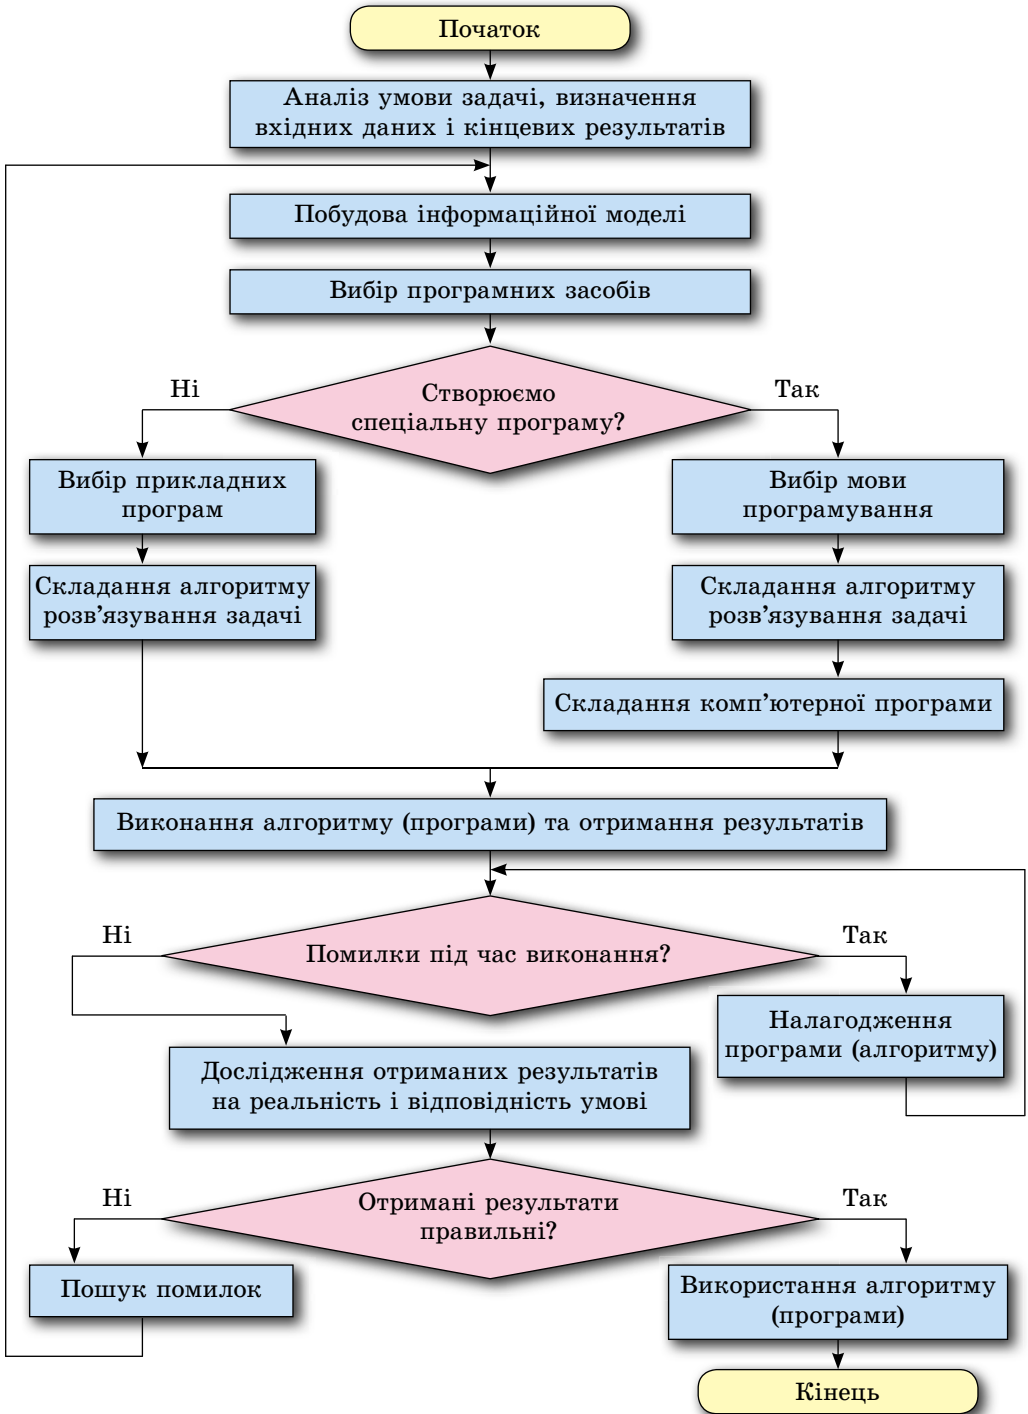 Початок
Аналіз умови задачі, визначення
вхідних даних і кінцевих результатів
Побудова інформаційної моделі
Вибір програмних засобів
Створюємо
спеціальну програму?
Ні
Так
Вибір прикладних
програм
Вибір мови
програмування
Складання алгоритму
розв'язування задачі
Складання алгоритму
розв'язування задачі
Складання комп'ютерної програми
Виконання алгоритму (програми) та отримання результатів
Помилки під час виконання?
Ні
Так
Налагодження
програми (алгоритму)
Дослідження отриманих результатів
на реальність і відповідність умові
Отримані результати
правильні?
Ні
Так
Пошук помилок
Використання алгоритму
(програми)
Кінець